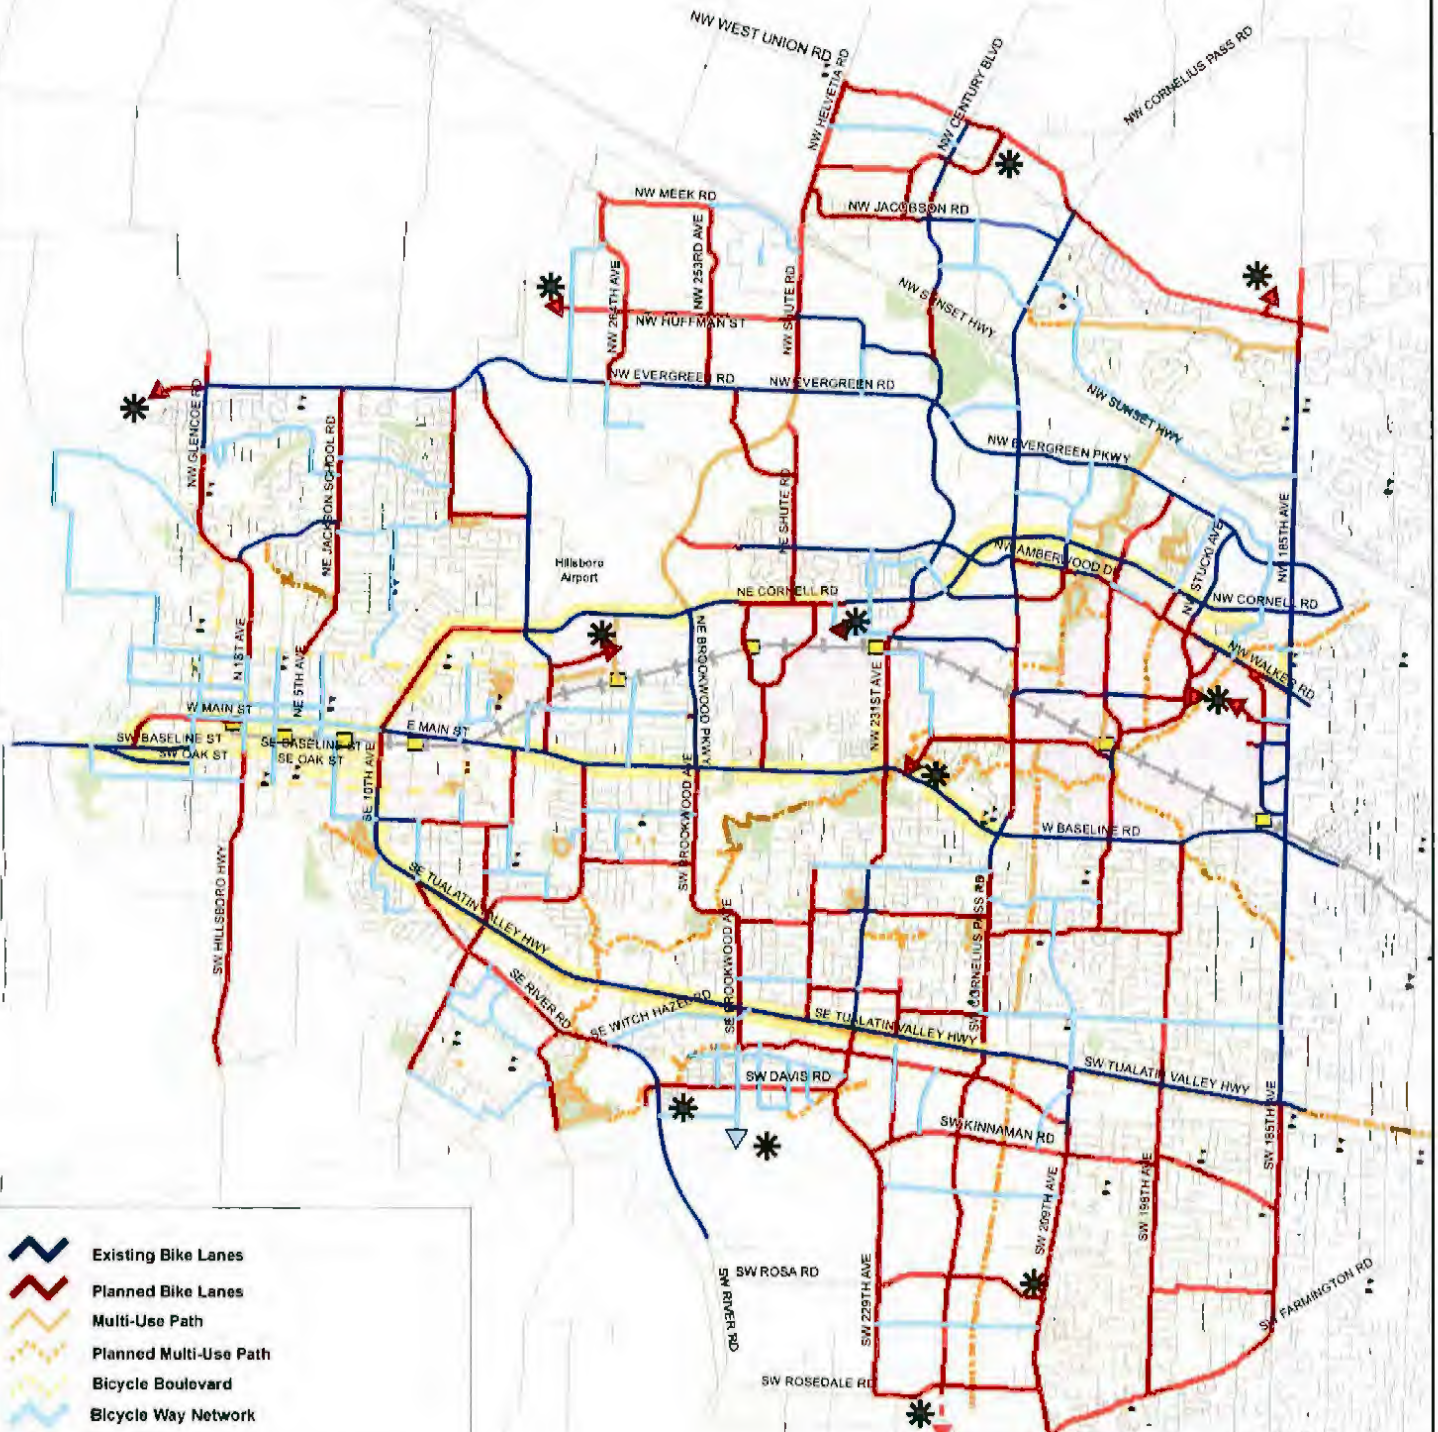 NW WEST UNION RD
NW HELVETIA RD
NW CENTURY BLVD
NW CORNELIUS PASS RD
NW MEEK RD
NW JACOBSON RD
NW 253RD AVE
NW 264TH AVE
NW SHUTE RD
NW SUNSET HWY
NW HUFFMAN ST
NW EVERGREEN RD
NW EVERGREEN RD
NW GLENCOE RD
NE JACKSON SCHOOL RD
NW SUNSET HWY
NW EVERGREEN PKWY
NE SHUTE RD
NW 185TH AVE
NW STUCKI AVE
NW AMBERWOOD DR
Hillsboro
Airport
NE CORNELL RD
NW CORNELL RD
N 1ST AVE
NE 5TH AVE
NE BROOKWOOD PKWY
NW 231ST AVE
NW WALKER RD
W MAIN ST
E MAIN ST
SW BASELINE ST
SE BASELINE ST
SW OAK ST
SE OAK ST
SE 10TH AVE
SW BROOKWOOD AVE
W BASELINE RD
SW HILLSBORO HWY
SE TUALATIN VALLEY HWY
SE BROOKWOOD AVE
SW CORNELIUS PASS RD
SE RIVER RD
SE WITCH HAZEL RD
SE TUALATIN VALLEY HWY
SW TUALATIN VALLEY HWY
SW DAVIS RD
SW KINNAMAN RD
SW 185TH AVE
SW 209TH AVE
SW 198TH AVE
SW ROSA RD
SW RIVER RD
SW 229TH AVE
SW FARMINGTON RD
SW ROSEDALE RD
Existing Bike Lanes
Planned Bike Lanes
Multi-Use Path
Planned Multi-Use Path
Bicycle Boulevard
Bicycle Way Network